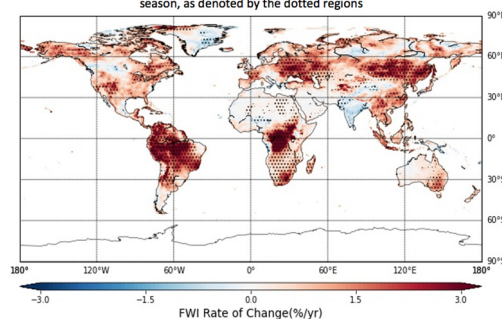 season, as denoted by the dotted regions
90°
60°
30°
0°
30°
60°
90°
180°
120°W
60°W
0°
60°E
120°E
180°
−3.0
−1.5
0.0
1.5
3.0
FWI Rate of Change(%/yr)